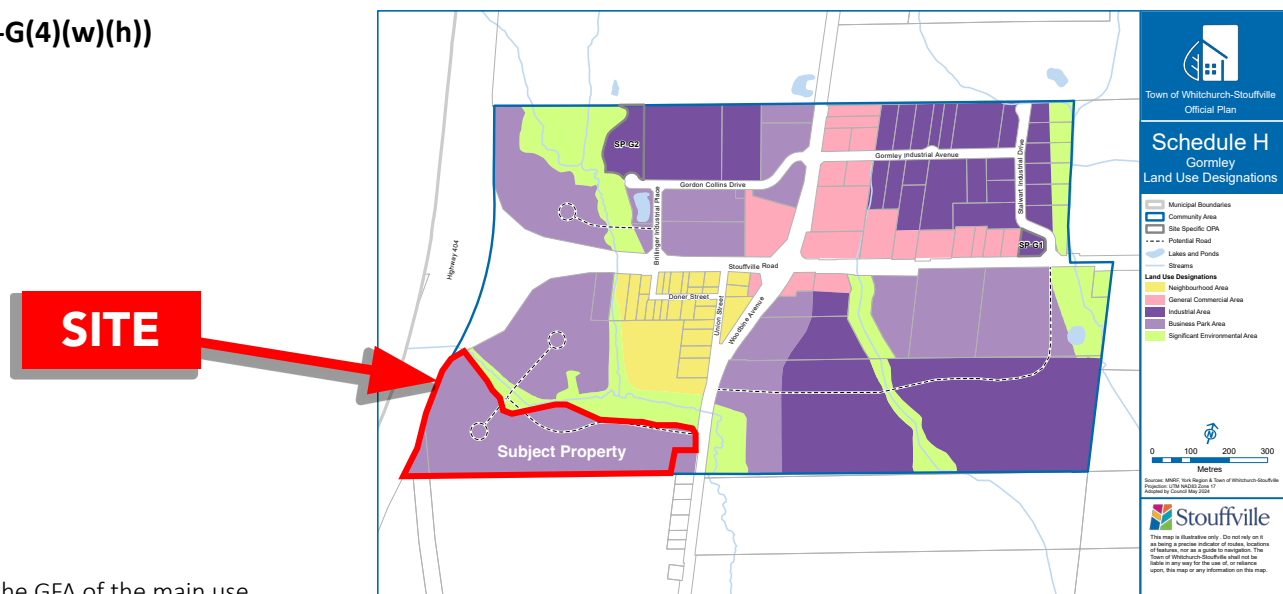 -G(4)(w)(h))
SITE
SP-G2
Gormley Industrial Avenue
Stalwart Industrial Drive
Gordon Collins Drive
Brillinger Industrial Place
SP-G1
Highway 404
Stouffville Road
Doner Street
Union Street
Woodbine Avenue
Subject Property
Town of Whitchurch-Stouffville
Official Plan
Schedule H
Gormley
Land Use Designations
Municipal Boundaries
Community Area
Site Specific OPA
Potential Road
Lakes and Ponds
Streams
Land Use Designations
Neighbourhood Area
General Commercial Area
Industrial Area
Business Park Area
Significant Environmental Area
N
0 100 200 300
Metres
Sources: MNRF, York Region & Town of Whitchurch-Stouffville
Projection: UTM NAD83 Zone 17
Adopted by Council May 2024
Stouffville
This map is illustrative only . Do not rely on it
as being a precise indicator of routes, locations
of features, nor as a guide to navigation. The
Town of Whitchurch-Stouffville shall not be
liable in any way for the use of, or reliance
upon, this map or any information on this map.
he GFA of the main use